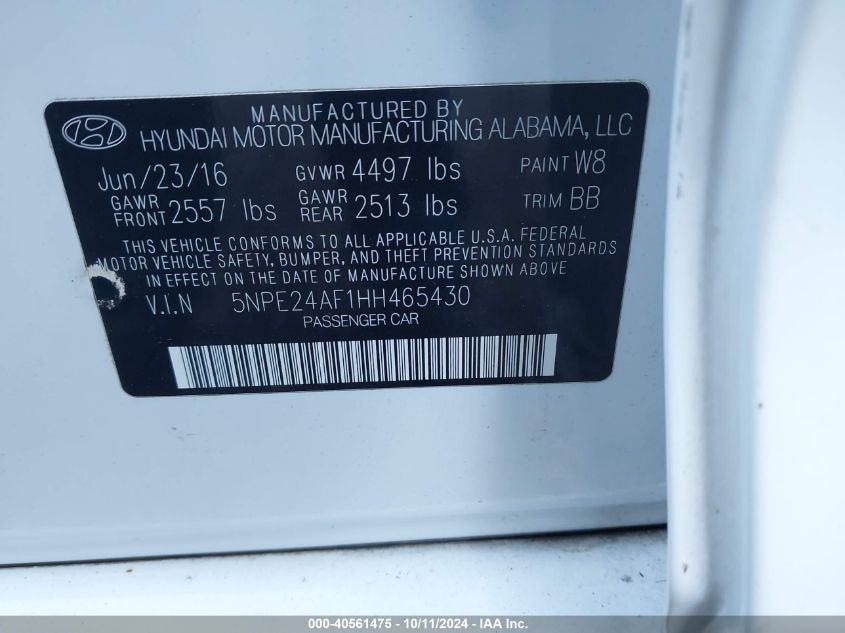 MANUFACTURED BY
HYUNDAI MOTOR MANUFACTURING ALABAMA, LLC
Jun/23/16 GVWR 4497 lbs PAINT W8
GAWR FRONT 2557 lbs GAWR REAR 2513 lbs TRIM BB
THIS VEHICLE CONFORMS TO ALL APPLICABLE U.S.A. FEDERAL
MOTOR VEHICLE SAFETY, BUMPER, AND THEFT PREVENTION STANDARDS
IN EFFECT ON THE DATE OF MANUFACTURE SHOWN ABOVE
V.I.N 5NPE24AF1HH465430
PASSENGER CAR
000-40561475 - 10/11/2024 - IAA Inc.